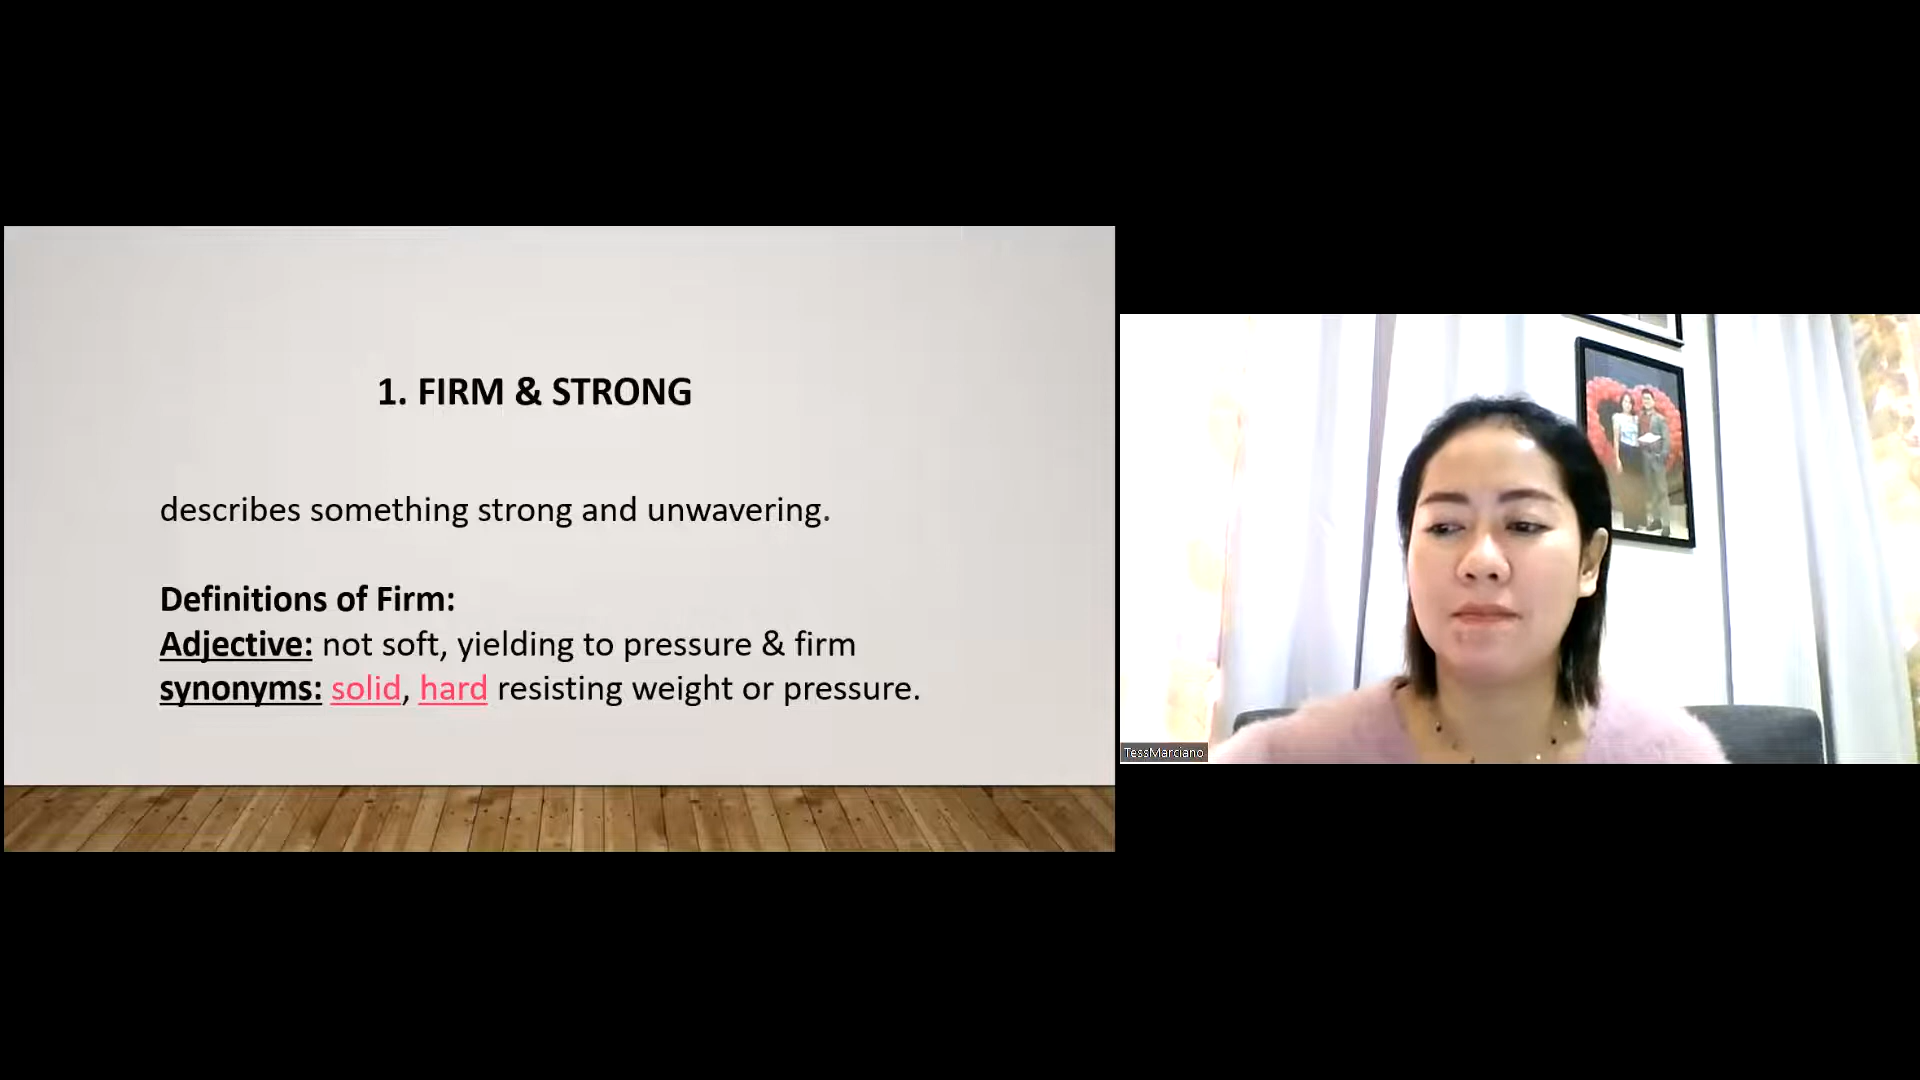 1. FIRM & STRONG
describes something strong and unwavering.
Definitions of Firm:
Adjective: not soft, yielding to pressure & firm
synonyms: solid, hard resisting weight or pressure.
TessMarciano